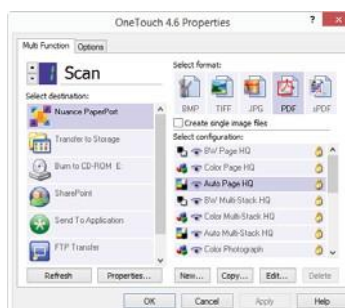 OneTouch 4.6 Properties
?
x
Multi Function
Options
Scan
Select destination:
Nuance PaperPort
Transfer to Storage
Burn to CD-ROM E:
SharePoint
Send To Application
FTP Transfer
Refresh
Properties...
Select format:
BMP
TIFF
JPG
PDF
sPDF
Create single image files
Select configuration:
BW Page HQ
Color Page HQ
Auto Page HQ
BW Multi-Stack HQ
Color Multi-Stack HQ
Auto Multi-Stack HQ
Color Photograph
New...
Copy...
Edit...
Delete
OK
Cancel
Apply
Help